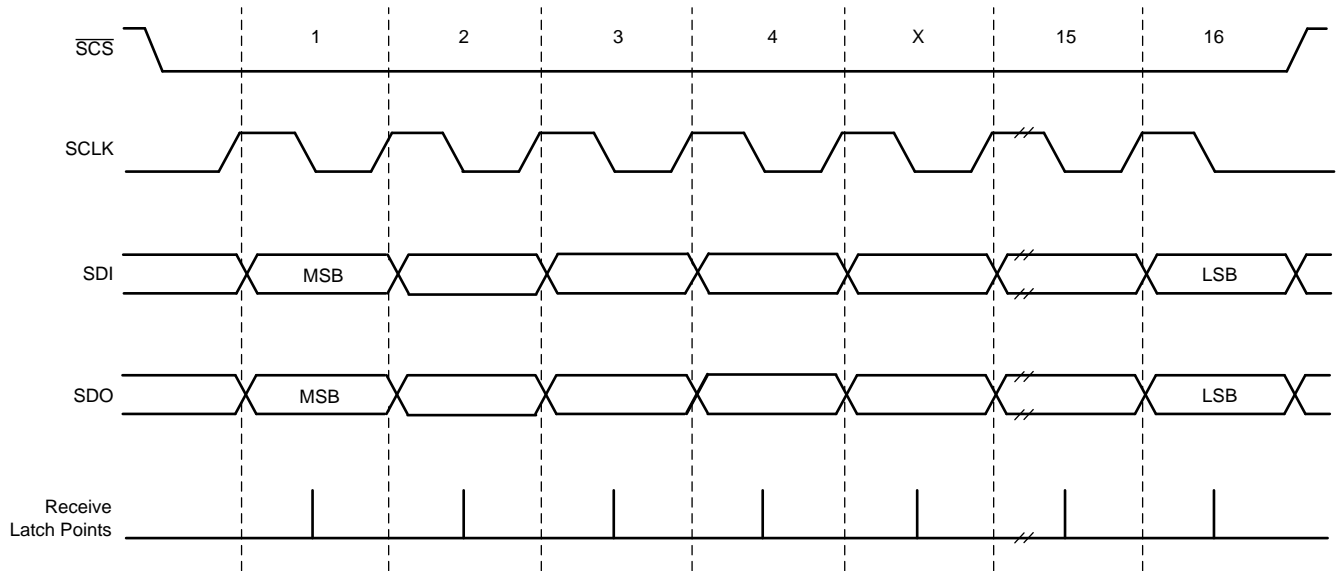 SCS
1 2 3 4 X 15 16
SCLK
SDI
MSB
LSB
SDO
MSB
LSB
Receive
Latch Points